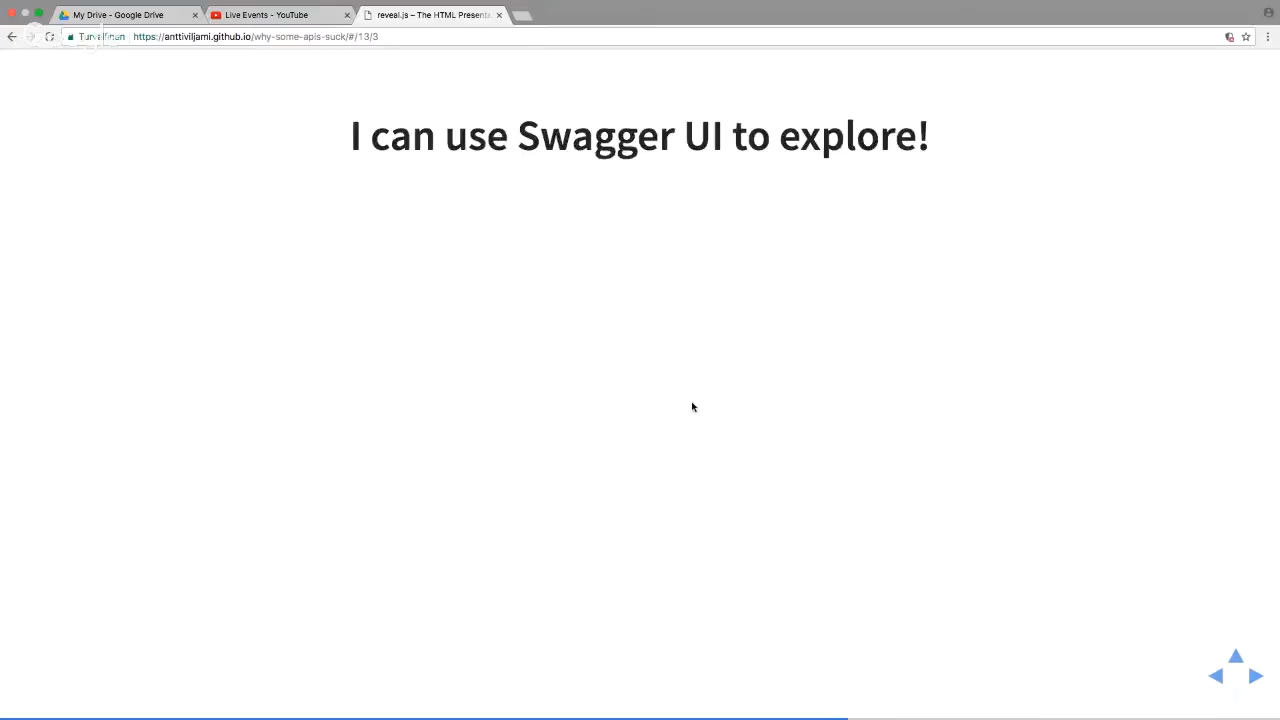 My Drive - Google Drive
Live Events - YouTube
reveal.js – The HTML Presenta
https://anttiviljami.github.io/why-some-apis-suck/#/13/3
I can use Swagger UI to explore!